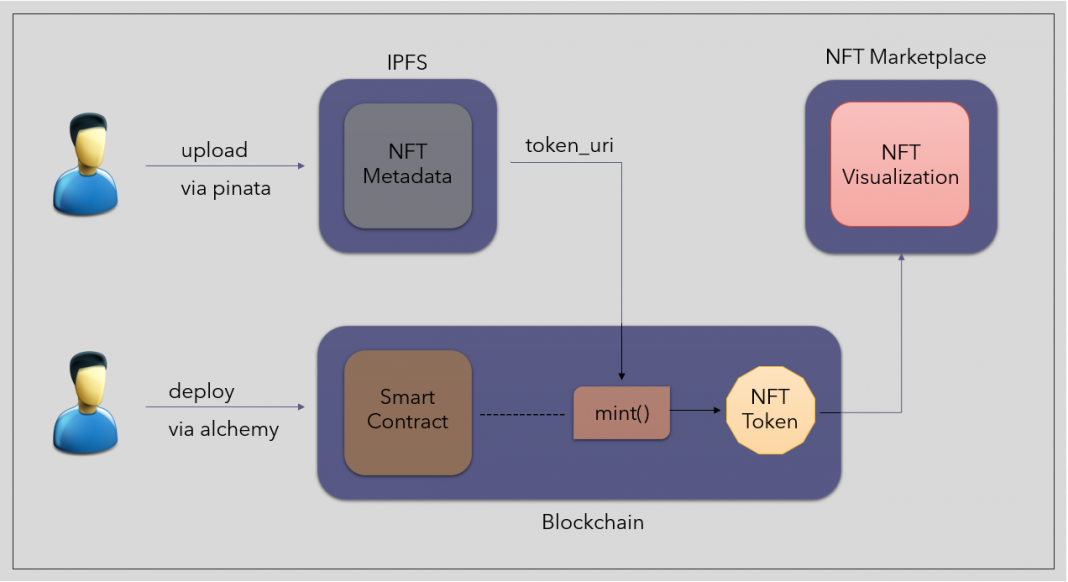 IPFS
NFT Marketplace
upload
via pinata
NFT
Metadata
token_uri
NFT
Visualization
deploy
via alchemy
Smart
Contract
mint()
NFT
Token
Blockchain